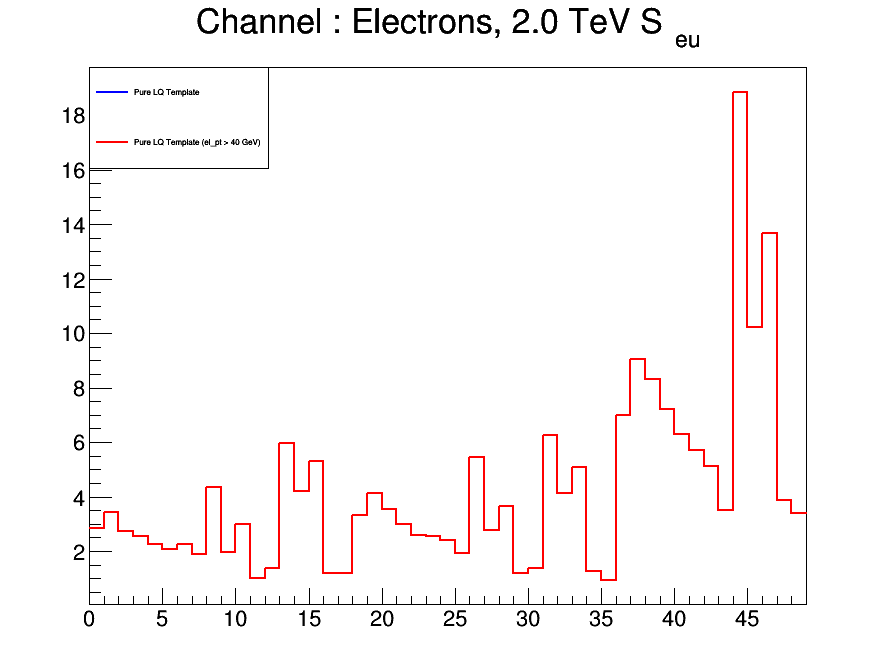 Channel : Electrons, 2.0 TeV S eu
Pure LQ Template
Pure LQ Template (el_pt > 40 GeV)
18
16
14
12
10
8
6
4
2
0 5 10 15 20 25 30 35 40 45